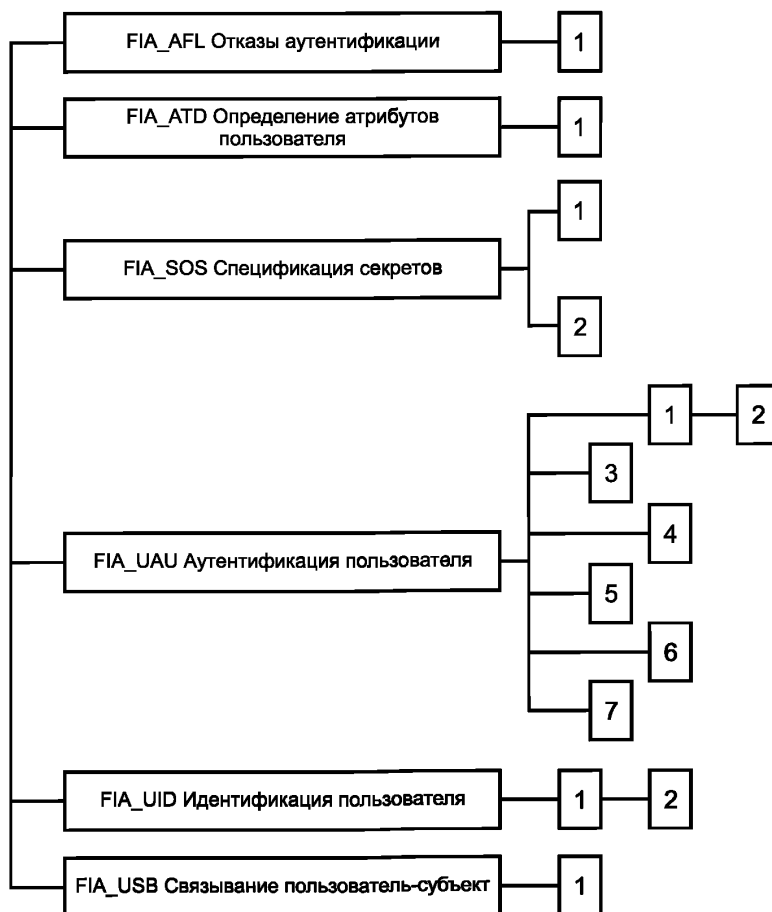 FIA_AFL Отказы аутентификации 1
FIA_ATD Определение атрибутов
пользователя
1
1
FIA_SOS Спецификация секретов
2
1 2
3
4
FIA_UAU Аутентификация пользователя
5
6
7
FIA_UID Идентификация пользователя 1 2
FIA_USB Связывание пользователь-субъект 1